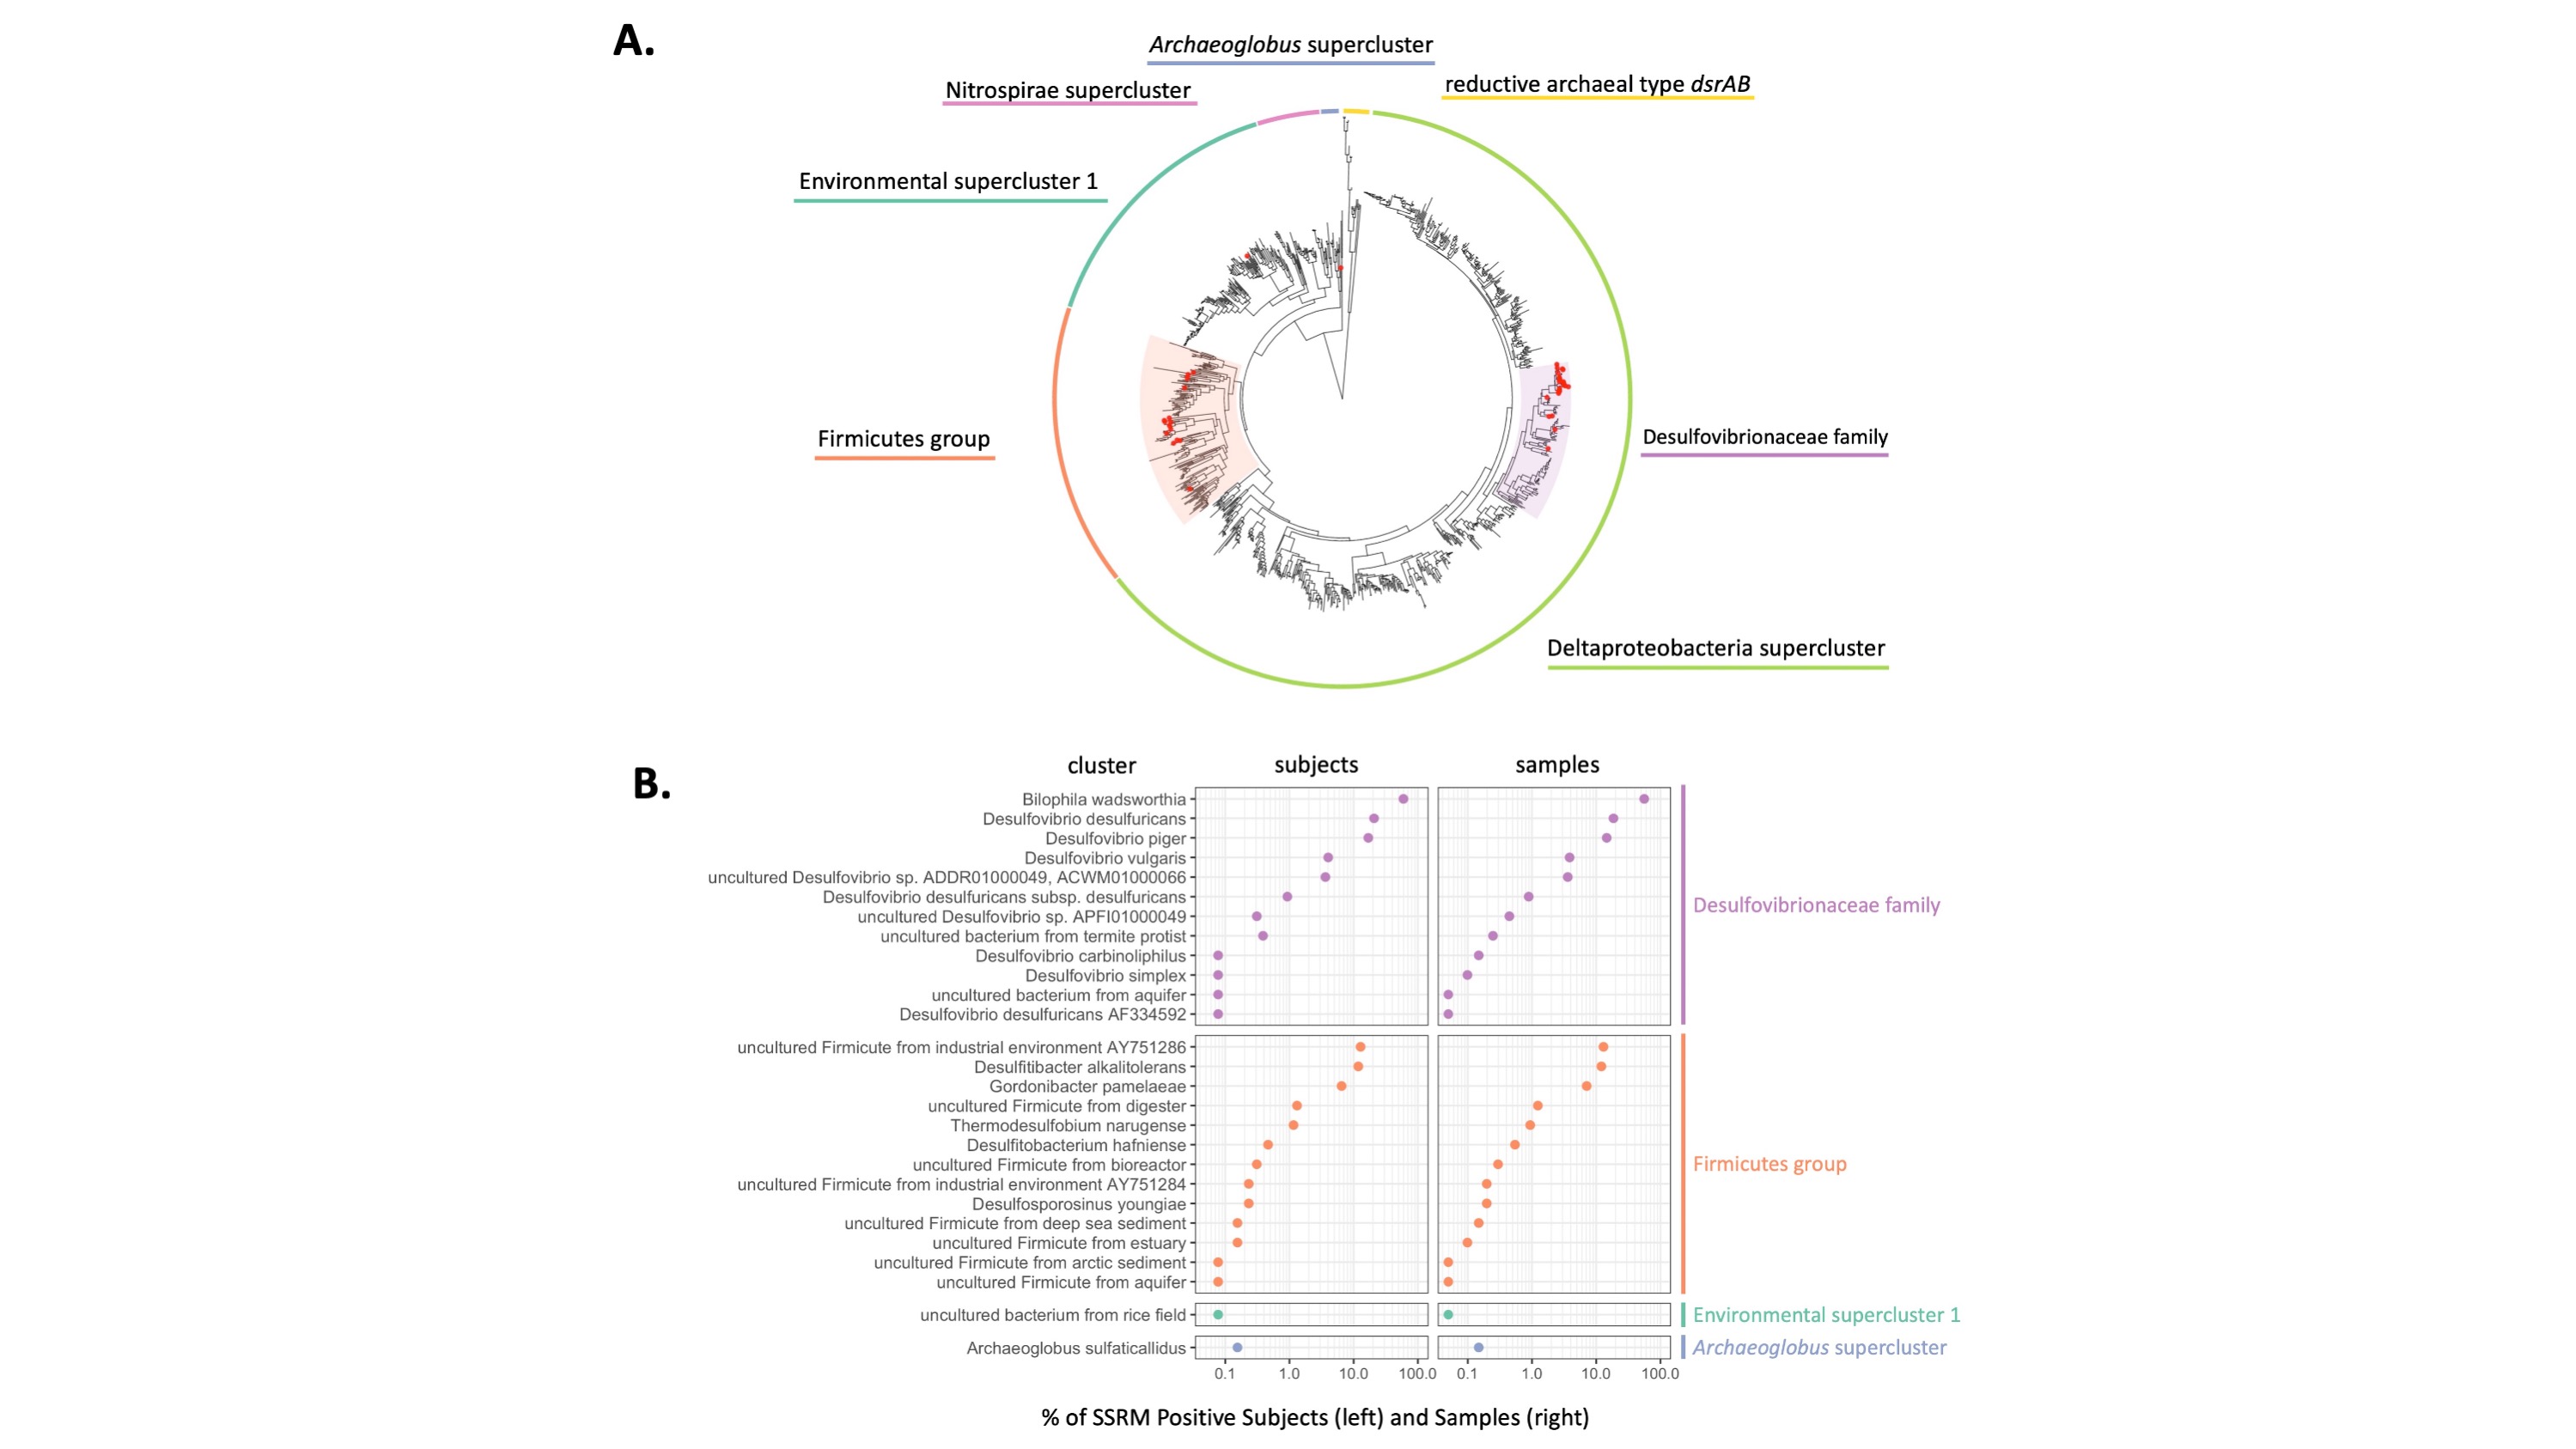 A.
Archaeoglobus supercluster
Nitrospirae supercluster
reductive archaeal type dsrAB
Environmental supercluster 1
Firmicutes group
Desulfovibrionaceae family
Deltaproteobacteria supercluster
B.
cluster subjects samples
Bilophila wadsworthia
Desulfovibrio desulfuricans
Desulfovibrio piger
Desulfovibrio vulgaris
uncultured Desulfovibrio sp. ADDR01000049, ACWM01000066
Desulfovibrio desulfuricans subsp. desulfuricans
uncultured Desulfovibrio sp. APFI01000049
uncultured bacterium from termite protist
Desulfovibrio carbinoliphilus
Desulfovibrio simplex
uncultured bacterium from aquifer
Desulfovibrio desulfuricans AF334592
Desulfovibrionaceae family
uncultured Firmicute from industrial environment AY751286
Desulfitibacter alkalitolerans
Gordonibacter pamelaeae
uncultured Firmicute from digester
Thermodesulfobium narugense
Desulfitobacterium hafniense
uncultured Firmicute from bioreactor
uncultured Firmicute from industrial environment AY751284
Desulfosporosinus youngiae
uncultured Firmicute from deep sea sediment
uncultured Firmicute from estuary
uncultured Firmicute from arctic sediment
uncultured Firmicute from aquifer
Firmicutes group
uncultured bacterium from rice field
Environmental supercluster 1
Archaeoglobus sulfaticallidus
Archaeoglobus supercluster
0.1 1.0 10.0 100.0 0.1 1.0 10.0 100.0
% of SSRM Positive Subjects (left) and Samples (right)